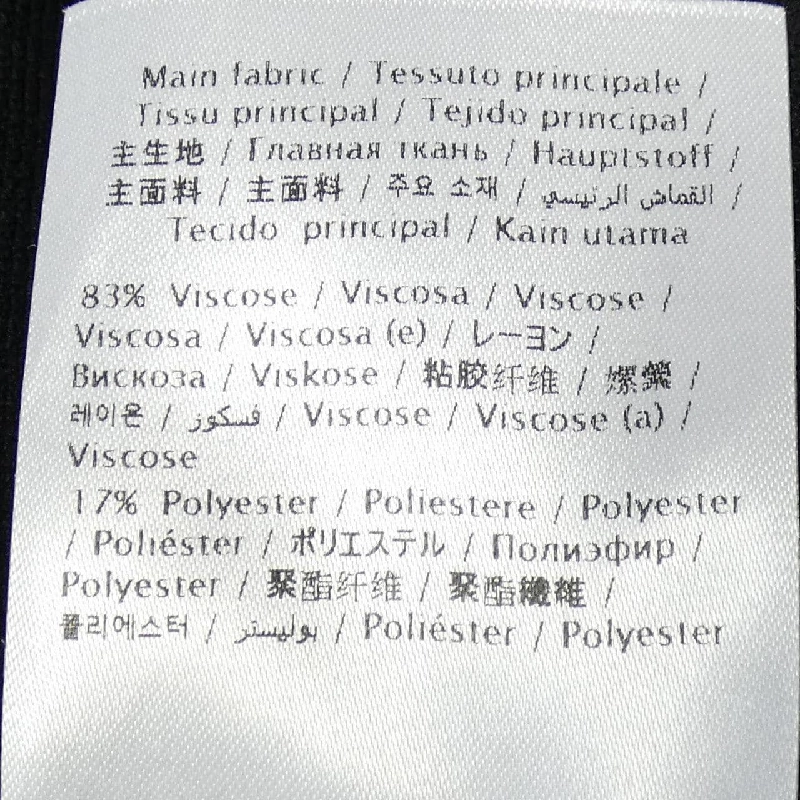 Main fabric / Tessuto principale /
Tissu principal / Tejido principal /
主生地 / Главная ткань / Hauptstoff /
主面料 / 主面料 / 주요 소재 / القماش الرئيسي /
Tecido principal / Kain utama
83% Viscose / Viscosa / Viscose /
Viscosa / Viscosa (e) / レーヨン /
Вискоза / Viskose / 粘胶纤维 / 嫘縈 /
레이온 / فسكوز / Viscose / Viscose (a) /
Viscose
17% Polyester / Poliestere / Polyester
/ Poliéster / ポリエステル / Полиэфир /
Polyester / 聚酯纤维 / 聚酯纖維 /
폴리에스터 / بوليستر / Poliéster / Polyester